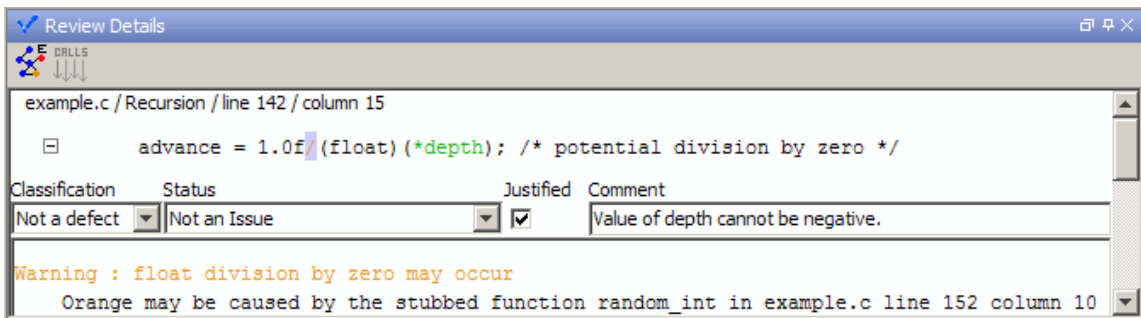 Review Details
E CALLS
example.c / Recursion / line 142 / column 15
advance = 1.0f/(float)(*depth); /* potential division by zero */
Classification Status Justified Comment
Not a defect Not an Issue Value of depth cannot be negative.
Warning : float division by zero may occur
Orange may be caused by the stubbed function random_int in example.c line 152 column 10